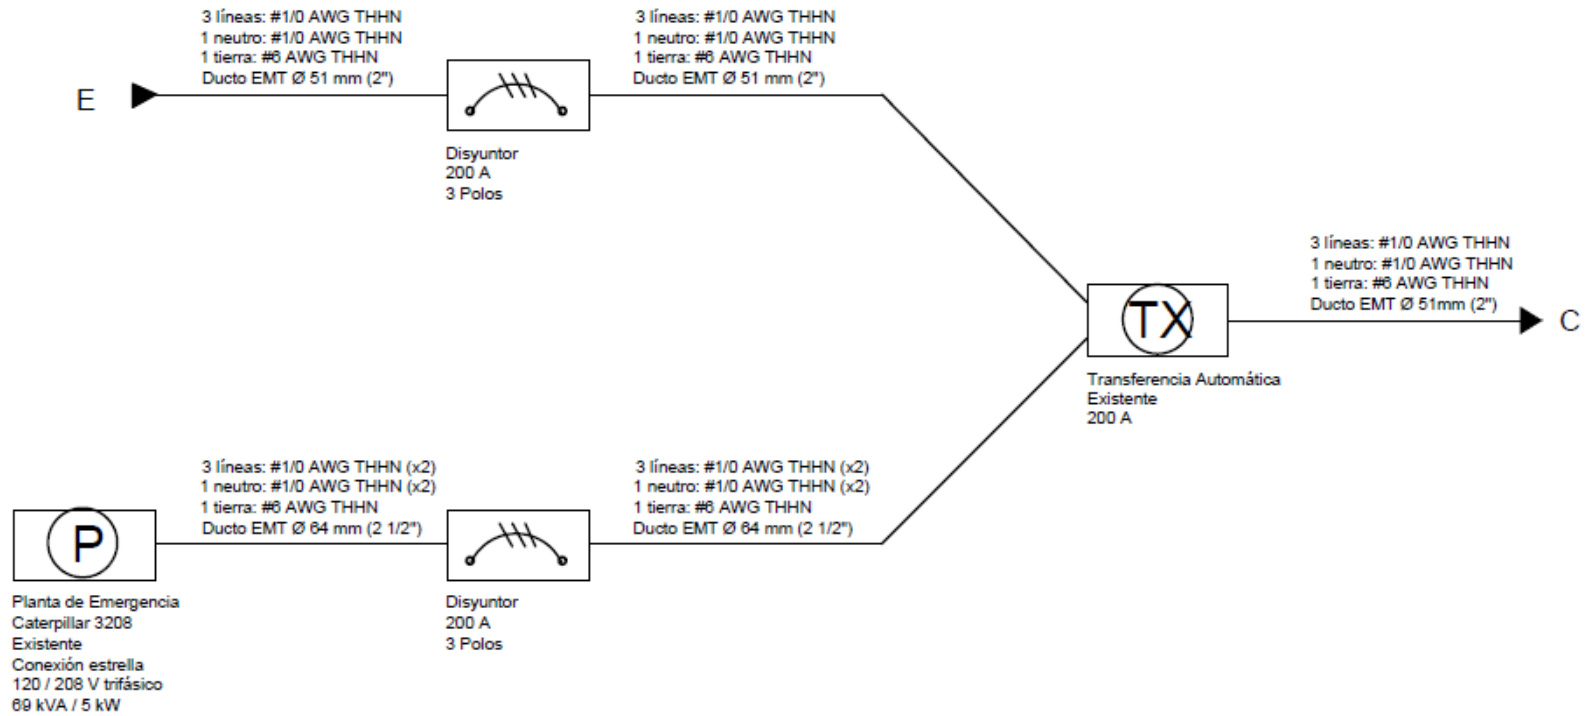 3 líneas: #1/0 AWG THHN
1 neutro: #1/0 AWG THHN
1 tierra: #6 AWG THHN
Ducto EMT Ø 51 mm (2")
3 líneas: #1/0 AWG THHN
1 neutro: #1/0 AWG THHN
1 tierra: #6 AWG THHN
Ducto EMT Ø 51 mm (2")
E
Disyuntor
200 A
3 Polos
3 líneas: #1/0 AWG THHN
1 neutro: #1/0 AWG THHN
1 tierra: #6 AWG THHN
Ducto EMT Ø 51mm (2")
TX
C
Transferencia Automática
Existente
200 A
3 líneas: #1/0 AWG THHN (x2)
1 neutro: #1/0 AWG THHN (x2)
1 tierra: #6 AWG THHN
Ducto EMT Ø 64 mm (2 1/2")
3 líneas: #1/0 AWG THHN (x2)
1 neutro: #1/0 AWG THHN (x2)
1 tierra: #6 AWG THHN
Ducto EMT Ø 64 mm (2 1/2")
P
Planta de Emergencia
Caterpillar 3208
Existente
Conexión estrella
120 / 208 V trifásico
69 kVA / 5 kW
Disyuntor
200 A
3 Polos